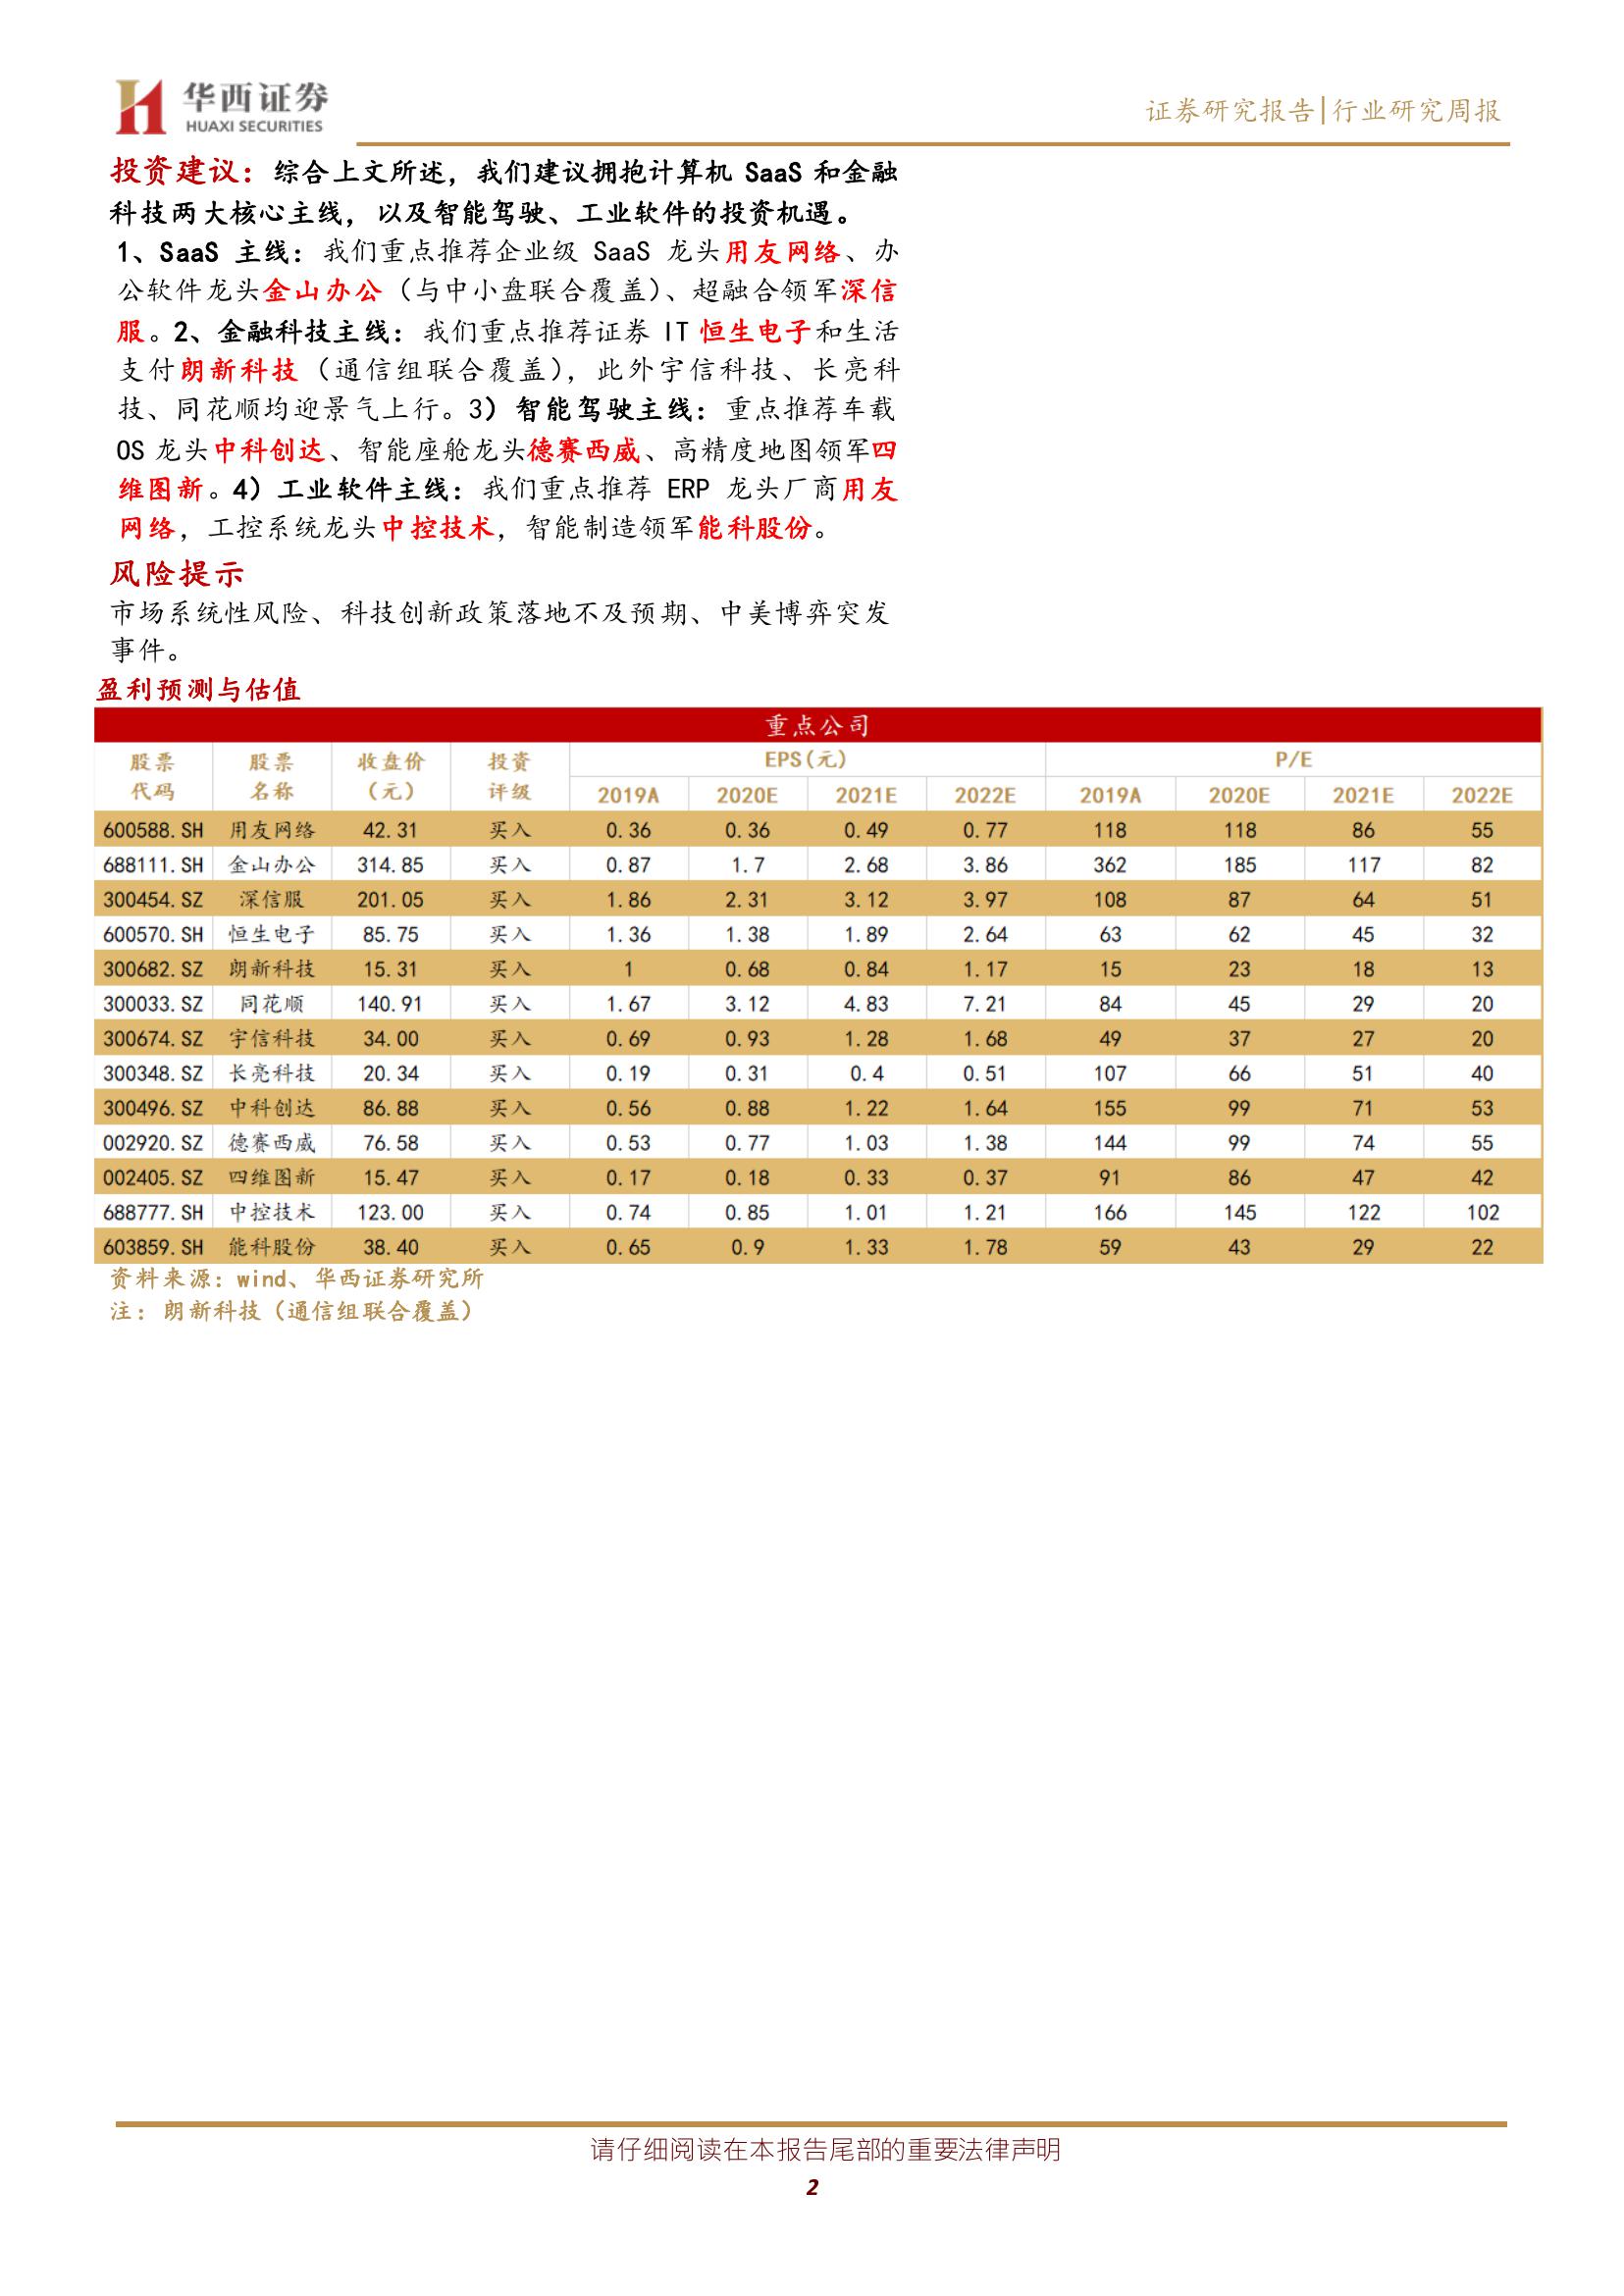 华西证券
HUAXI SECURITIES
证券研究报告|行业研究周报
投资建议：综合上文所述，我们建议拥抱计算机 SaaS 和金融
科技两大核心主线，以及智能驾驶、工业软件的投资机遇。
1、SaaS 主线：我们重点推荐企业级 SaaS 龙头用友网络、办
公软件龙头金山办公（与中小盘联合覆盖）、超融合领军深信
服。2、金融科技主线：我们重点推荐证券 IT 恒生电子和生活
支付朗新科技（通信组联合覆盖），此外宇信科技、长亮科
技、同花顺均迎景气上行。3）智能驾驶主线：重点推荐车载
OS 龙头中科创达、智能座舱龙头德赛西威、高精度地图领军四
维图新。4）工业软件主线：我们重点推荐 ERP 龙头厂商用友
网络，工控系统龙头中控技术，智能制造领军能科股份。
风险提示
市场系统性风险、科技创新政策落地不及预期、中美博弈突发
事件。
盈利预测与估值
重点公司
股票代码 股票名称 收盘价（元） 投资评级 EPS(元) P/E
2019A 2020E 2021E 2022E 2019A 2020E 2021E 2022E
600588.SH 用友网络 42.31 买入 0.36 0.36 0.49 0.77 118 118 86 55
688111.SH 金山办公 314.85 买入 0.87 1.7 2.68 3.86 362 185 117 82
300454.SZ 深信服 201.05 买入 1.86 2.31 3.12 3.97 108 87 64 51
600570.SH 恒生电子 85.75 买入 1.36 1.38 1.89 2.64 63 62 45 32
300682.SZ 朗新科技 15.31 买入 1 0.68 0.84 1.17 15 23 18 13
300033.SZ 同花顺 140.91 买入 1.67 3.12 4.83 7.21 84 45 29 20
300674.SZ 宇信科技 34.00 买入 0.69 0.93 1.28 1.68 49 37 27 20
300348.SZ 长亮科技 20.34 买入 0.19 0.31 0.4 0.51 107 66 51 40
300496.SZ 中科创达 86.88 买入 0.56 0.88 1.22 1.64 155 99 71 53
002920.SZ 德赛西威 76.58 买入 0.53 0.77 1.03 1.38 144 99 74 55
002405.SZ 四维图新 15.47 买入 0.17 0.18 0.33 0.37 91 86 47 42
688777.SH 中控技术 123.00 买入 0.74 0.85 1.01 1.21 166 145 122 102
603859.SH 能科股份 38.40 买入 0.65 0.9 1.33 1.78 59 43 29 22
资料来源：wind、华西证券研究所
注：朗新科技（通信组联合覆盖）
请仔细阅读在本报告尾部的重要法律声明
2